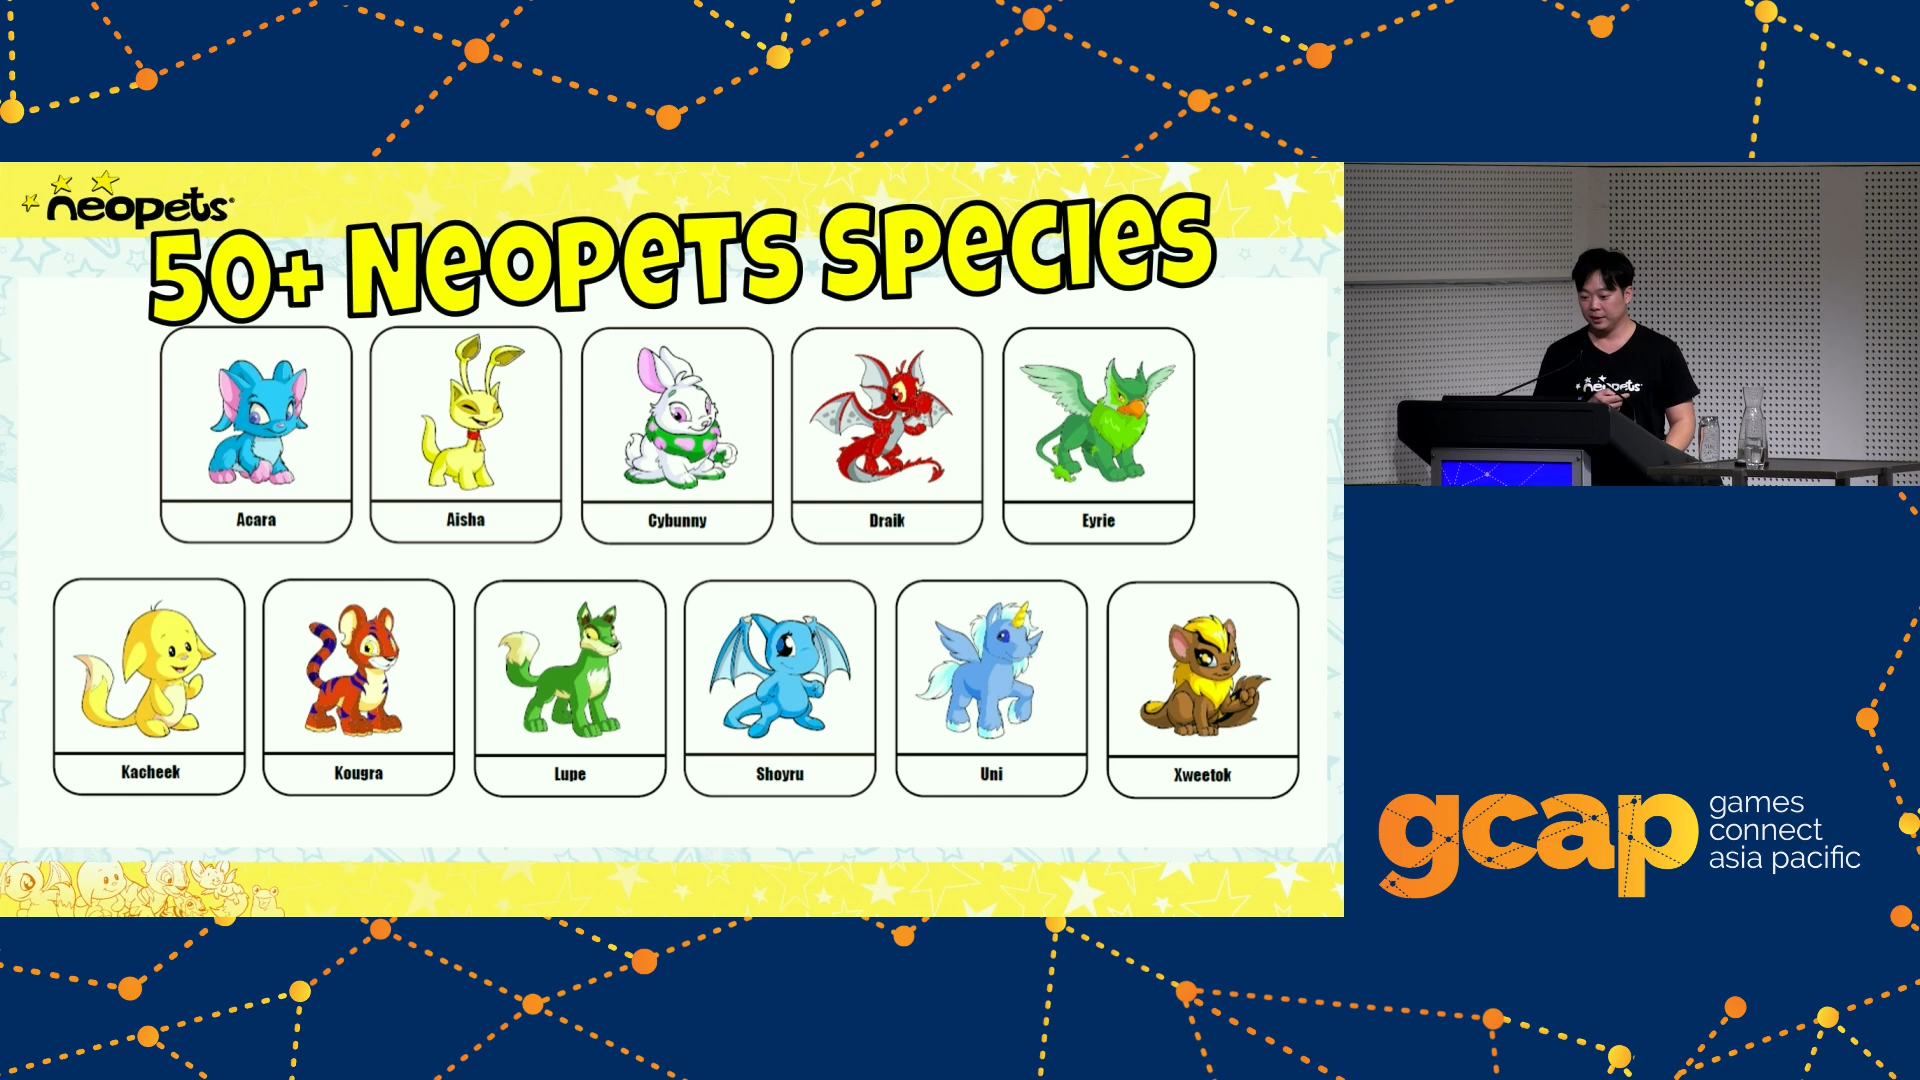 neopets
50+ Neopets Species
Acara
Aisha
Cybunny
Draik
Eyrie
Kacheek
Kougra
Lupe
Shoyru
Uni
Xweetok
neopets
gcap
games
connect
asia pacific